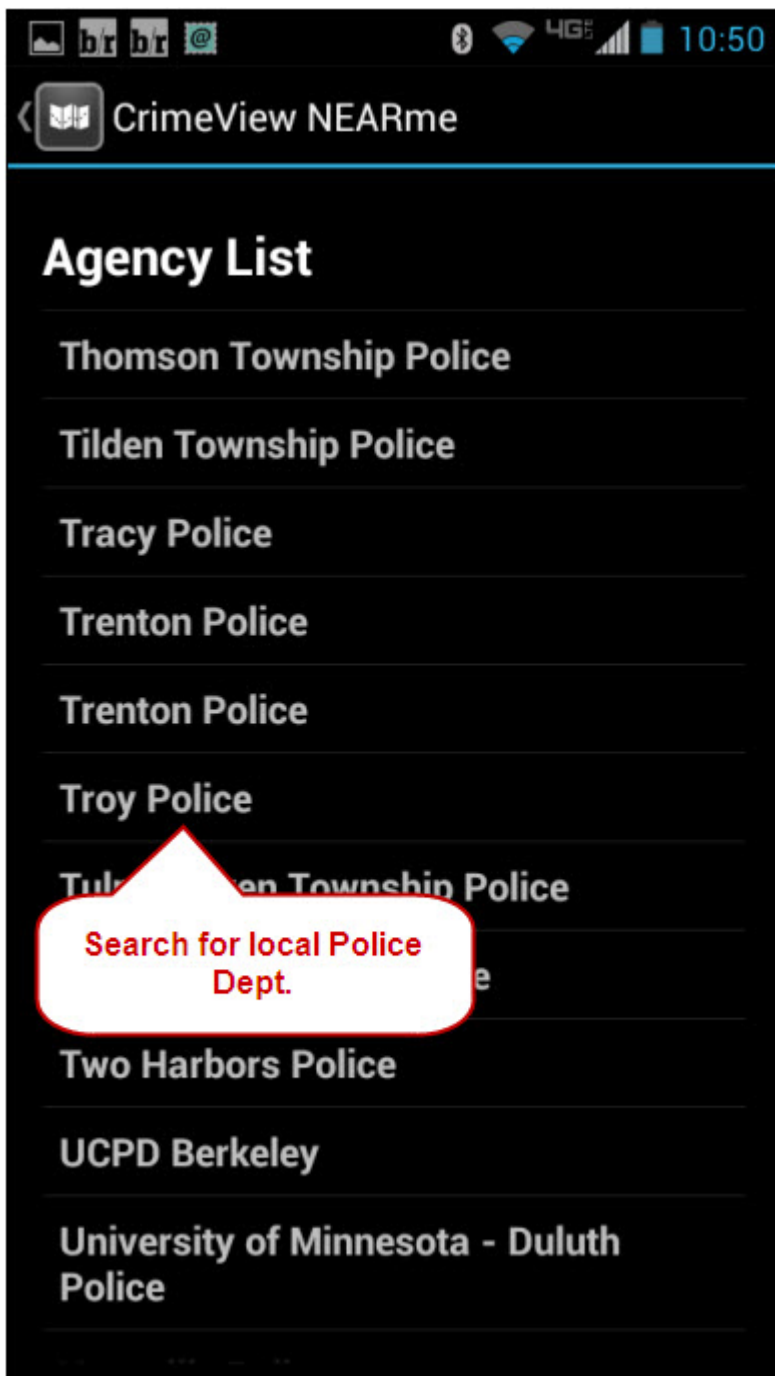 b/r b/r @ 4G 10:50
CrimeView NEARme
Agency List
Thomson Township Police
Tilden Township Police
Tracy Police
Trenton Police
Trenton Police
Troy Police
Township Police
Search for local Police
Dept.
Two Harbors Police
UCPD Berkeley
University of Minnesota - Duluth
Police